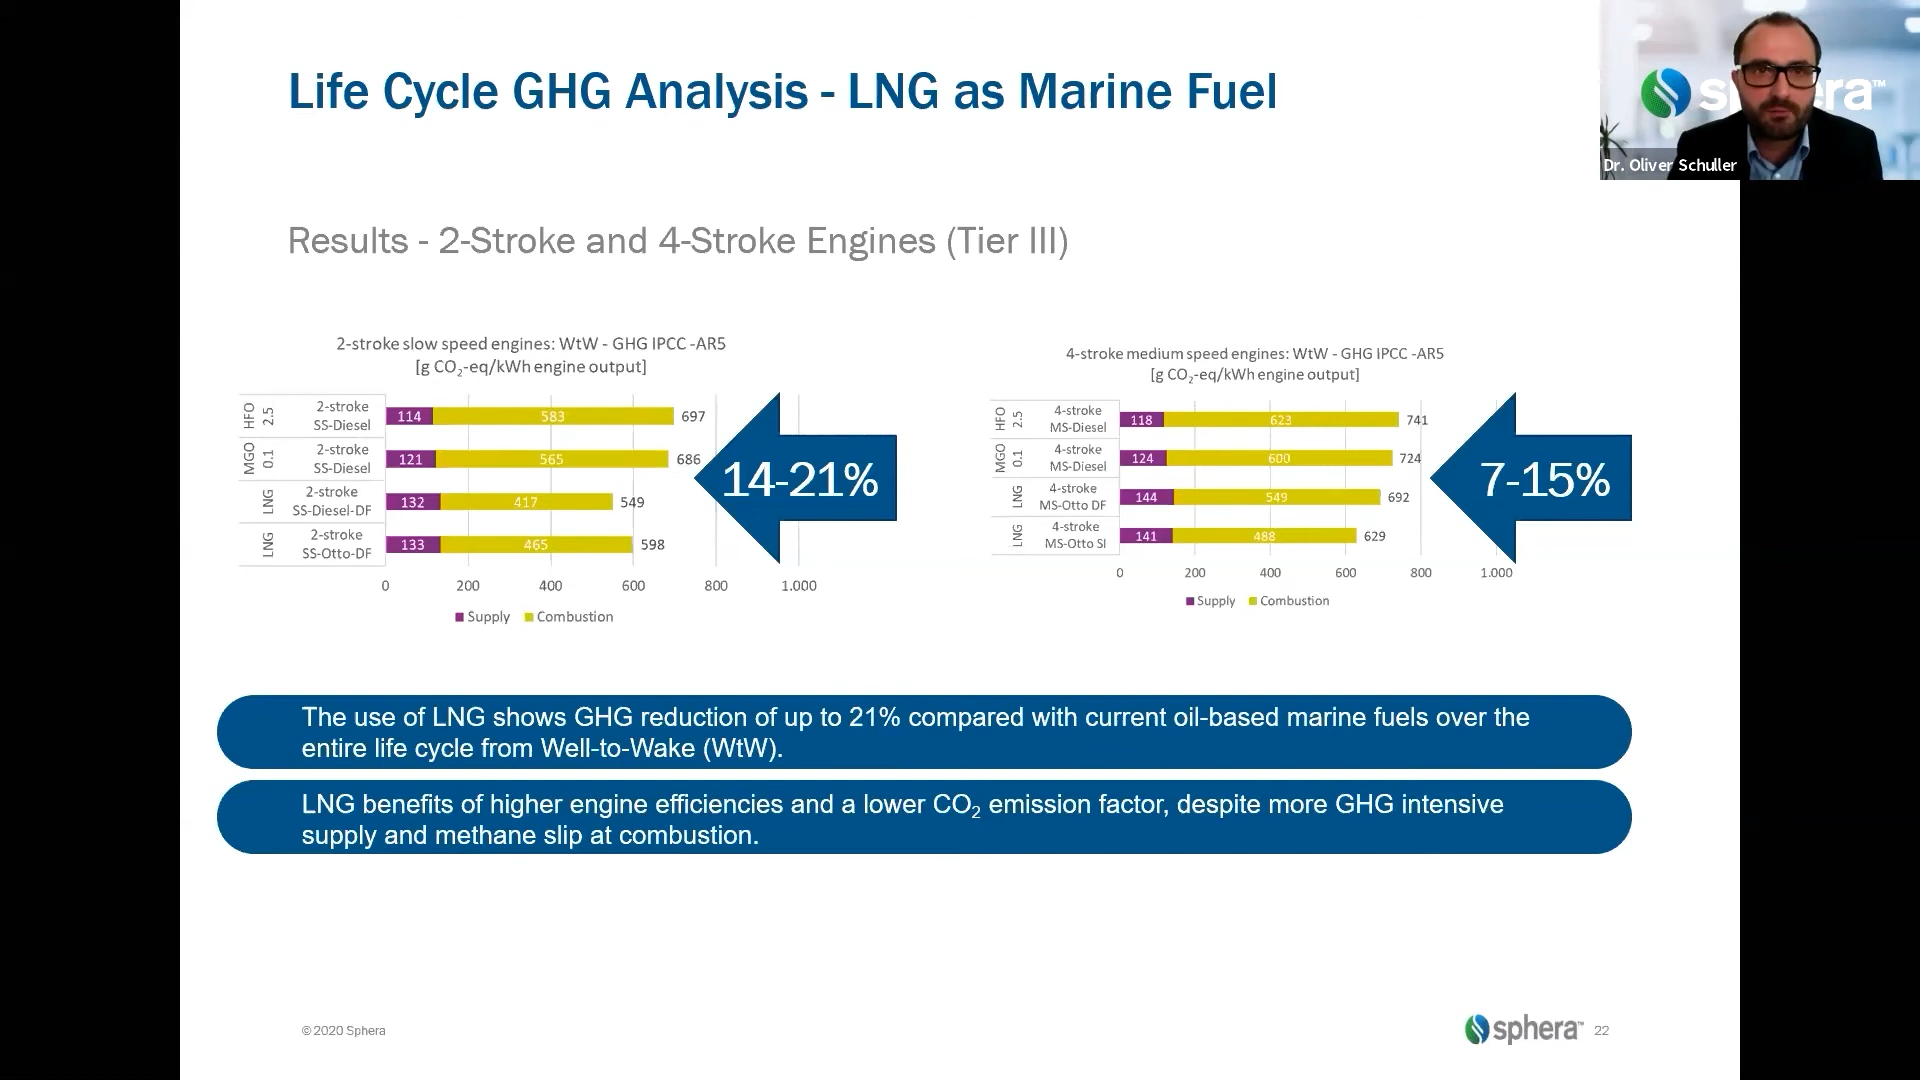 Life Cycle GHG Analysis - LNG as Marine Fuel
sphera™
Dr. Oliver Schuller
Results - 2-Stroke and 4-Stroke Engines (Tier III)
2-stroke slow speed engines: WtW - GHG IPCC -AR5
[g CO2-eq/kWh engine output]
HFO 2.5
2-stroke
SS-Diesel
114
583
697
MGO 0.1
2-stroke
SS-Diesel
121
565
686
LNG
2-stroke
SS-Diesel-DF
132
417
549
LNG
2-stroke
SS-Otto-DF
133
465
598
0 200 400 600 800 1.000
Supply Combustion
14-21%
4-stroke medium speed engines: WtW - GHG IPCC -AR5
[g CO2-eq/kWh engine output]
HFO 2.5
4-stroke
MS-Diesel
118
623
741
MGO 0.1
4-stroke
MS-Diesel
124
600
724
LNG
4-stroke
MS-Otto DF
144
549
692
LNG
4-stroke
MS-Otto SI
141
488
629
0 200 400 600 800 1.000
Supply Combustion
7-15%
The use of LNG shows GHG reduction of up to 21% compared with current oil-based marine fuels over the
entire life cycle from Well-to-Wake (WtW).
LNG benefits of higher engine efficiencies and a lower CO2 emission factor, despite more GHG intensive
supply and methane slip at combustion.
© 2020 Sphera
sphera™
22